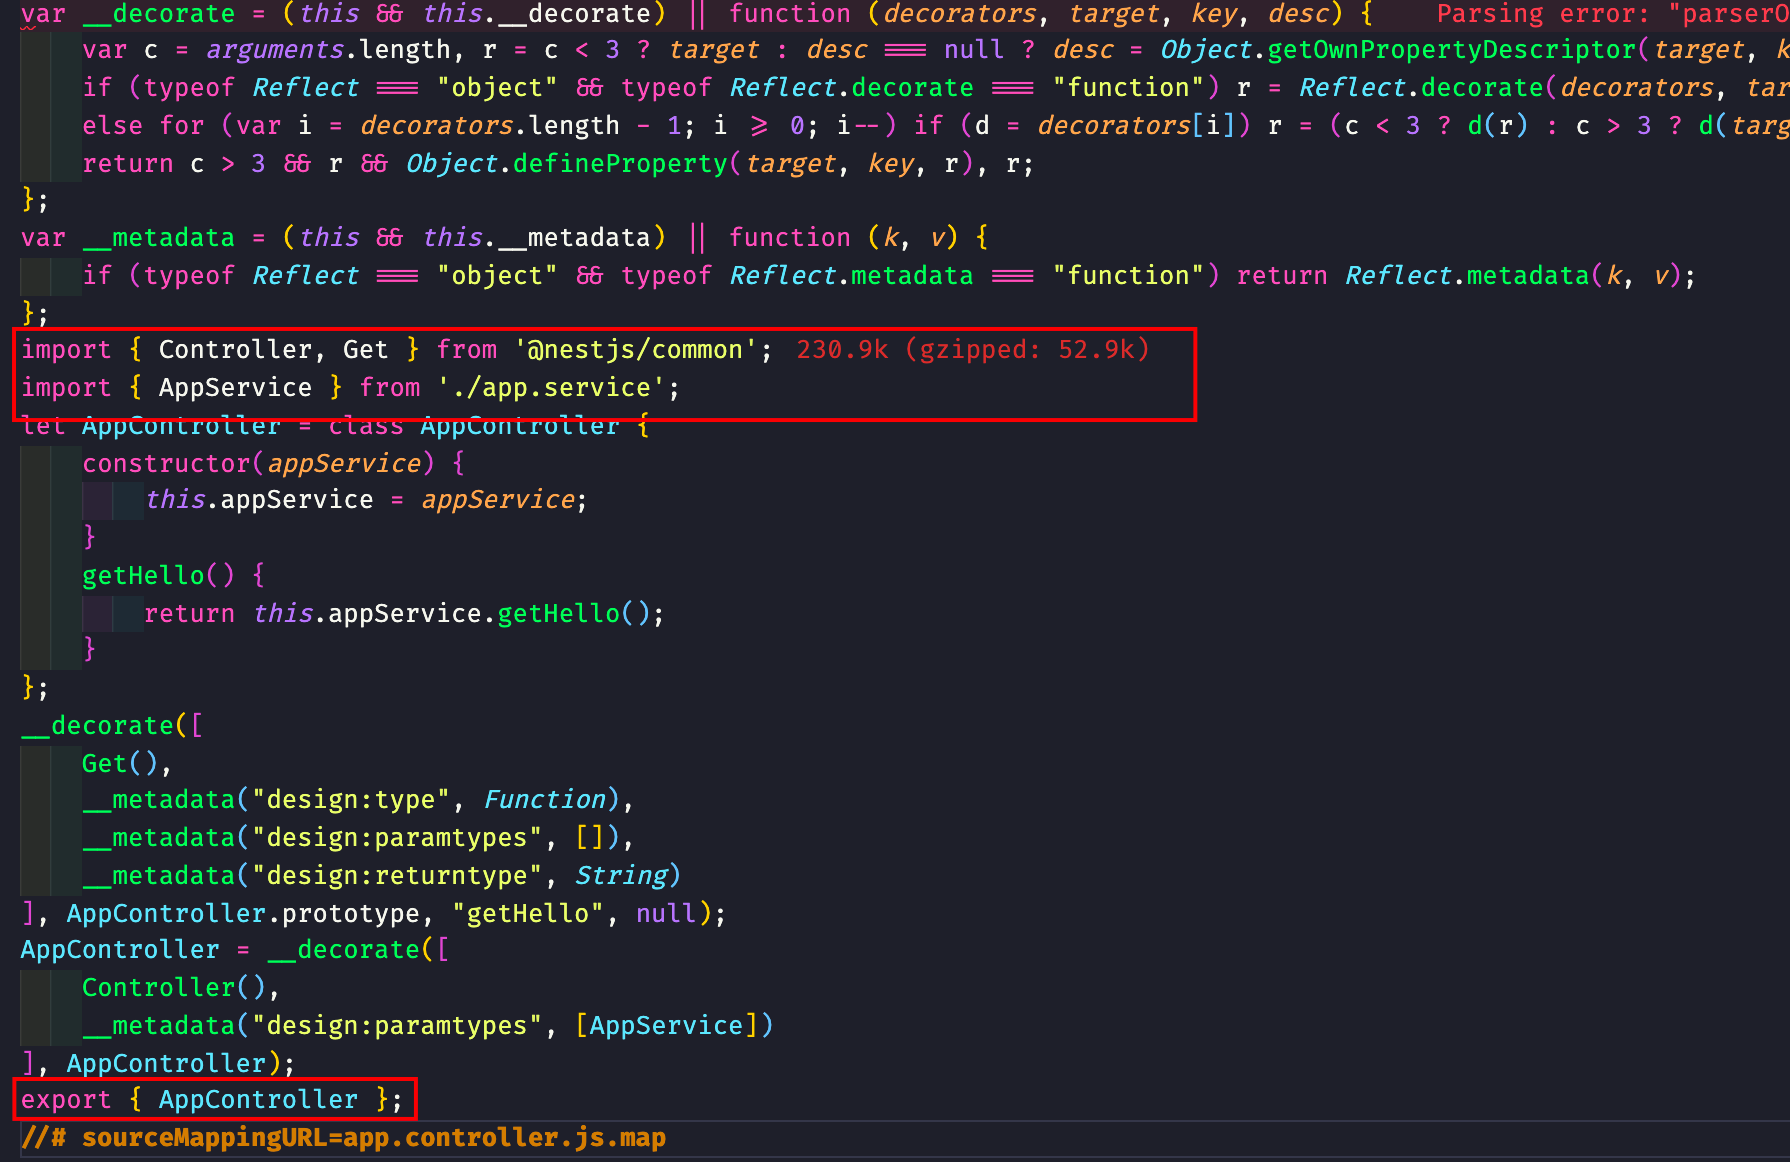 var __decorate = (this && this.__decorate) || function (decorators, target, key, desc) { Parsing error: "parserO
var c = arguments.length, r = c < 3 ? target : desc === null ? desc = Object.getOwnPropertyDescriptor(target, k
if (typeof Reflect === "object" && typeof Reflect.decorate === "function") r = Reflect.decorate(decorators, tar
else for (var i = decorators.length - 1; i >= 0; i--) if (d = decorators[i]) r = (c < 3 ? d(r) : c > 3 ? d(targ
return c > 3 && r && Object.defineProperty(target, key, r), r;
};
var __metadata = (this && this.__metadata) || function (k, v) {
if (typeof Reflect === "object" && typeof Reflect.metadata === "function") return Reflect.metadata(k, v);
};
import { Controller, Get } from '@nestjs/common'; 230.9k (gzipped: 52.9k)
import { AppService } from './app.service';
let AppController = class AppController {
constructor(appService) {
this.appService = appService;
}
getHello() {
return this.appService.getHello();
}
};
__decorate([
Get(),
__metadata("design:type", Function),
__metadata("design:paramtypes", []),
__metadata("design:returntype", String)
], AppController.prototype, "getHello", null);
AppController = __decorate([
Controller(),
__metadata("design:paramtypes", [AppService])
], AppController);
export { AppController };
//# sourceMappingURL=app.controller.js.map